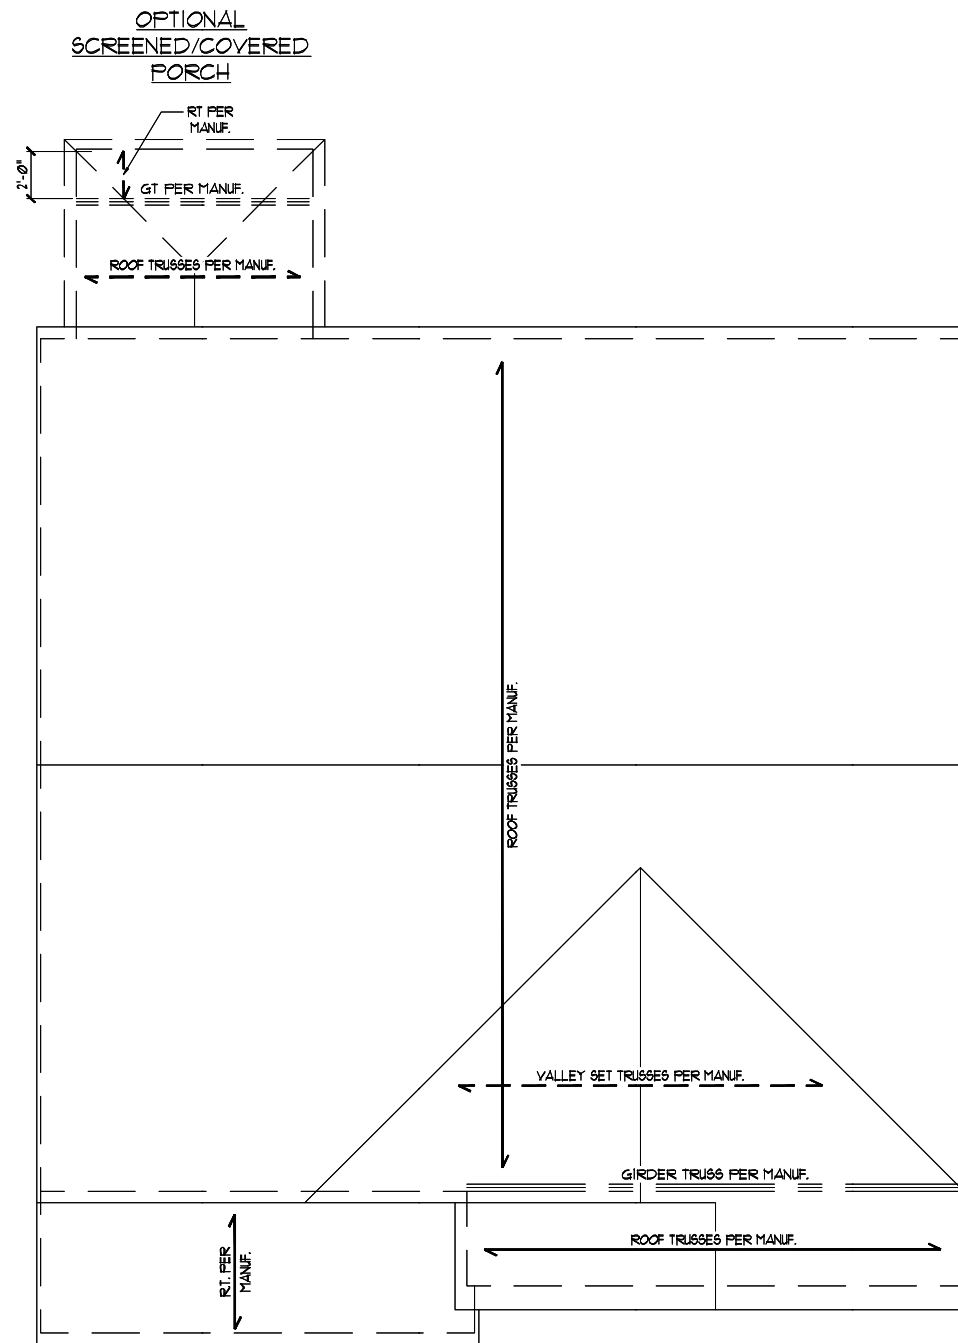 OPTIONAL
SCREENED/COVERED
PORCH
RT PER
MANUF.
2'-0"
GT PER MANUF.
ROOF TRUSSES PER MANUF.
ROOF TRUSSES PER MANUF.
VALLEY SET TRUSSES PER MANUF.
GIRDER TRUSS PER MANUF.
ROOF TRUSSES PER MANUF.
R.T. PER
MANUF.